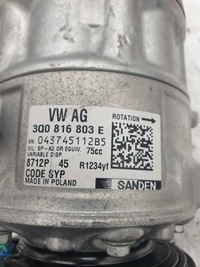 VW AG
3Q0 816 803 E
ROTATION
SN: 043745112B5
OIL: SP-A2 OR EQUIV. 75cc
VARIABLE DISP.
8712P 45 R1234yf
CODE SYP
MADE IN POLAND
SANDEN